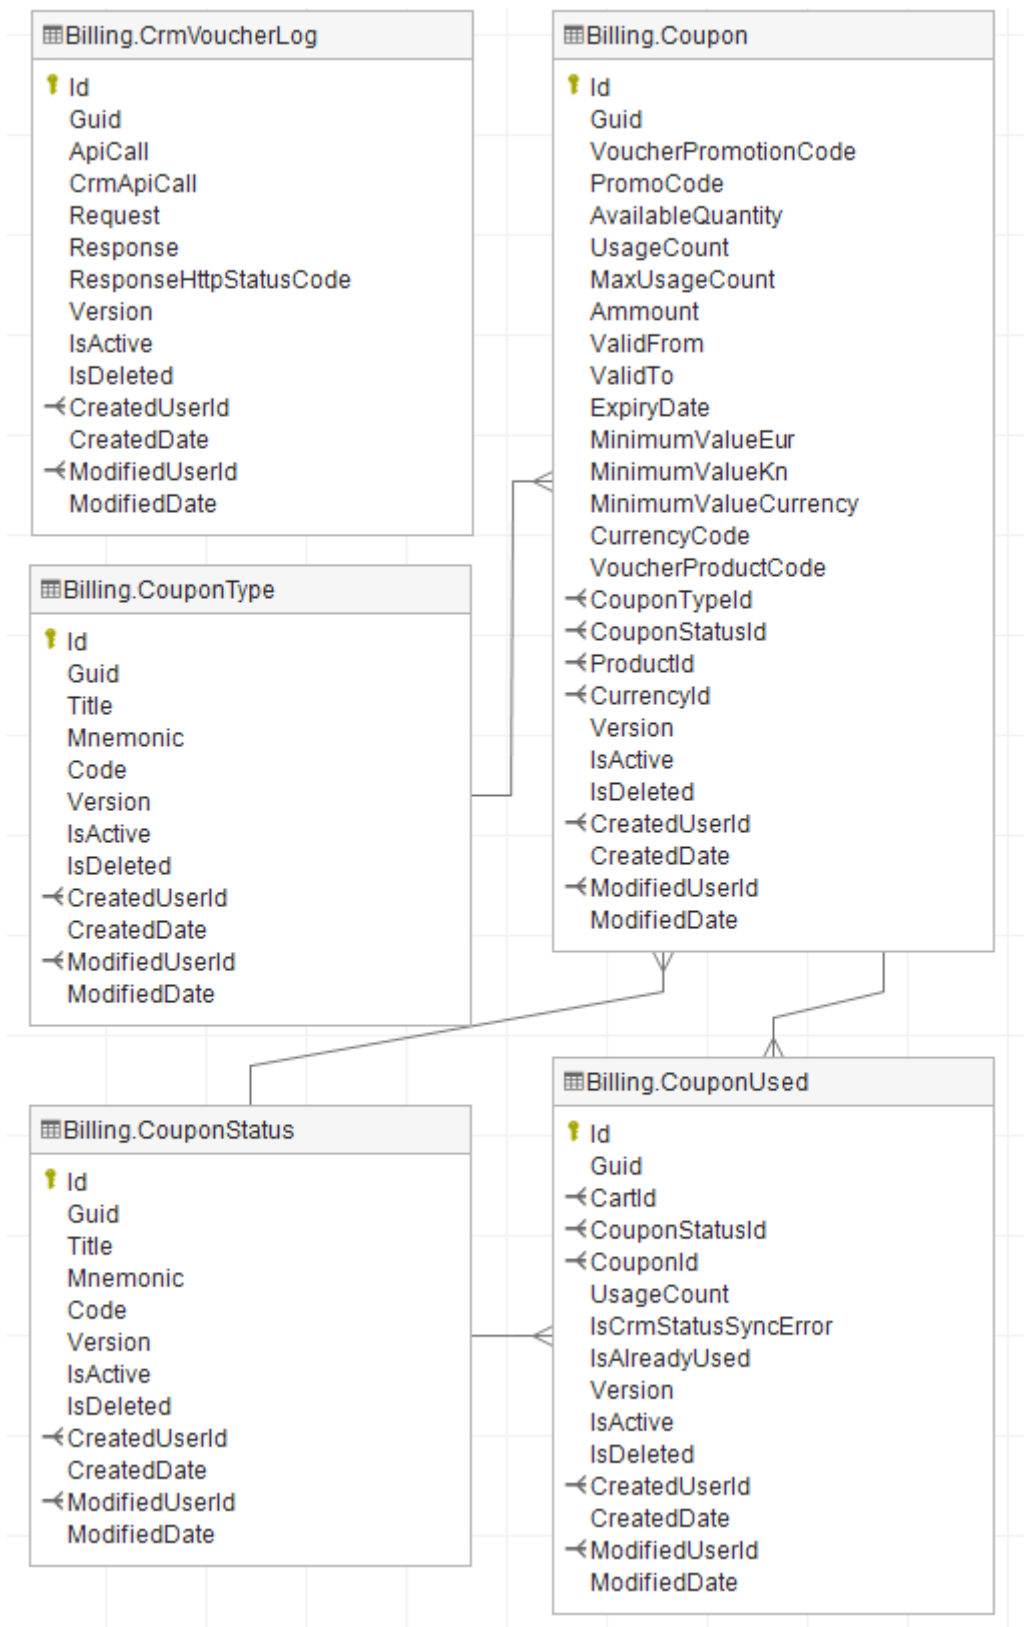 Billing.CrmVoucherLog
Id
Guid
ApiCall
CrmApiCall
Request
Response
ResponseHttpStatusCode
Version
IsActive
IsDeleted
CreatedUserId
CreatedDate
ModifiedUserId
ModifiedDate
Billing.CouponType
Id
Guid
Title
Mnemonic
Code
Version
IsActive
IsDeleted
CreatedUserId
CreatedDate
ModifiedUserId
ModifiedDate
Billing.CouponStatus
Id
Guid
Title
Mnemonic
Code
Version
IsActive
IsDeleted
CreatedUserId
CreatedDate
ModifiedUserId
ModifiedDate
Billing.Coupon
Id
Guid
VoucherPromotionCode
PromoCode
AvailableQuantity
UsageCount
MaxUsageCount
Ammount
ValidFrom
ValidTo
ExpiryDate
MinimumValueEur
MinimumValueKn
MinimumValueCurrency
CurrencyCode
VoucherProductCode
CouponTypeId
CouponStatusId
ProductId
CurrencyId
Version
IsActive
IsDeleted
CreatedUserId
CreatedDate
ModifiedUserId
ModifiedDate
Billing.CouponUsed
Id
Guid
CartId
CouponStatusId
CouponId
UsageCount
IsCrmStatusSyncError
IsAlreadyUsed
Version
IsActive
IsDeleted
CreatedUserId
CreatedDate
ModifiedUserId
ModifiedDate